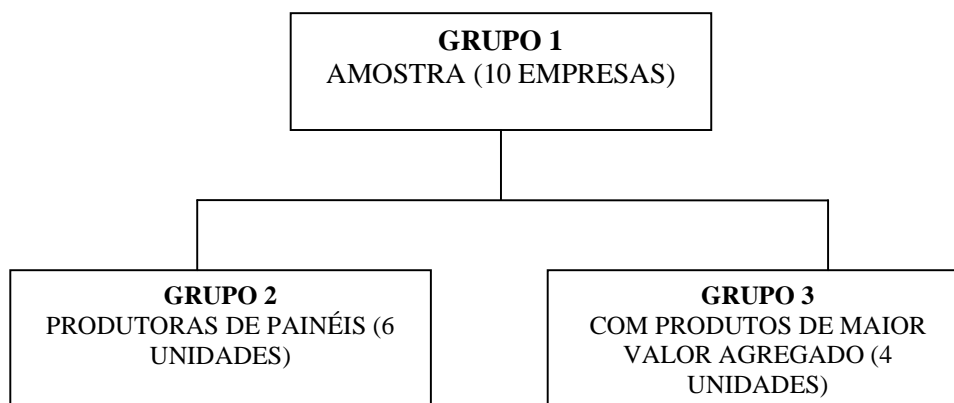 GRUPO 1
AMOSTRA (10 EMPRESAS)
GRUPO 2
PRODUTORAS DE PAINÉIS (6
UNIDADES)
GRUPO 3
COM PRODUTOS DE MAIOR
VALOR AGREGADO (4
UNIDADES)